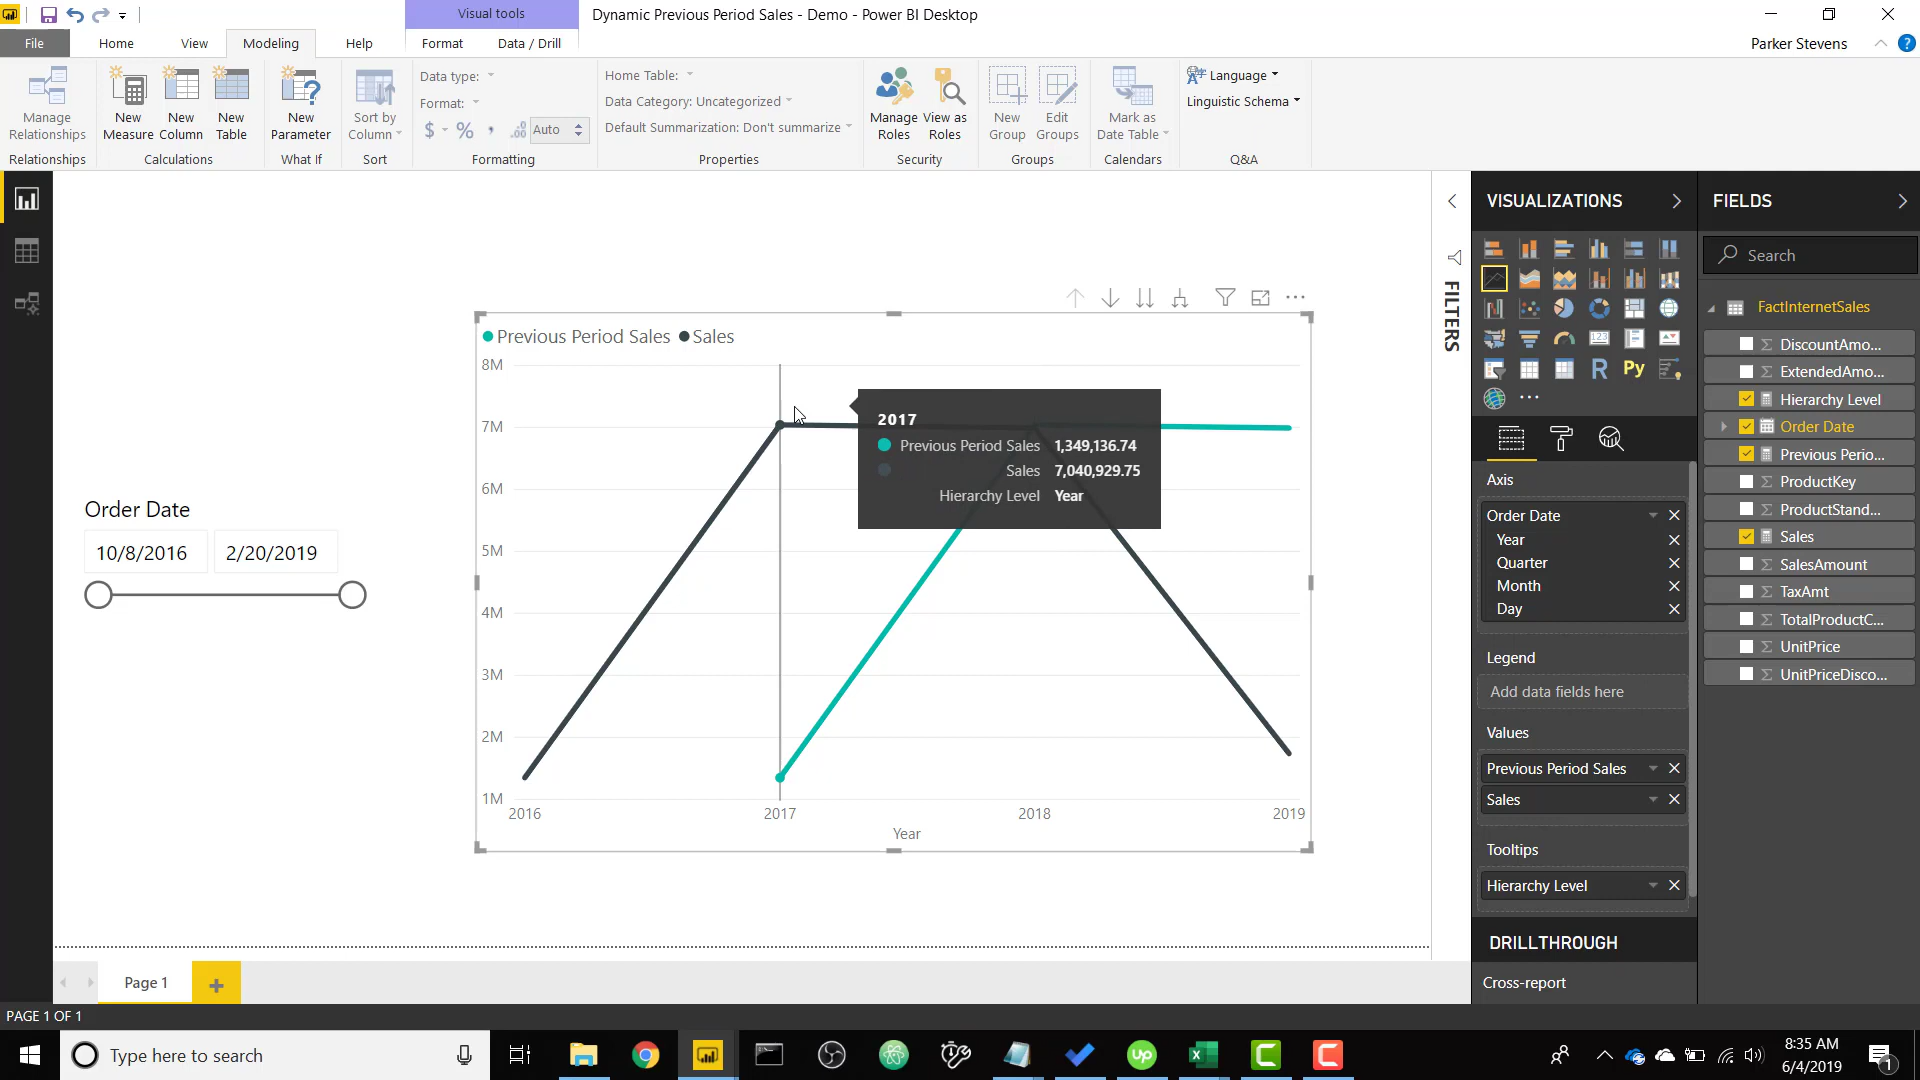 Visual tools
Dynamic Previous Period Sales - Demo - Power BI Desktop
File
Home
View
Modeling
Help
Format
Data / Drill
Parker Stevens
?
Manage
Relationships
Relationships
New
Measure
New
Column
New
Table
Calculations
New
Parameter
What If
Sort by
Column
Sort
Data type:
Format:
$ % , .00 Auto
Formatting
Home Table:
Data Category: Uncategorized
Default Summarization: Don't summarize
Properties
Manage
Roles
View as
Roles
Security
New
Group
Edit
Groups
Groups
Mark as
Date Table
Calendars
Language
Linguistic Schema
Q&A
Order Date
10/8/2016
2/20/2019
Previous Period Sales
Sales
8M
7M
6M
5M
4M
3M
2M
1M
2016
2017
2018
2019
Year
2017
Previous Period Sales 1,349,136.74
Sales 7,040,929.75
Hierarchy Level Year
FILTERS
VISUALIZATIONS
123
R
Py
Axis
Order Date
Year
Quarter
Month
Day
Legend
Add data fields here
Values
Previous Period Sales
Sales
Tooltips
Hierarchy Level
DRILLTHROUGH
Cross-report
FIELDS
Search
FactInternetSales
DiscountAmo...
ExtendedAmo...
Hierarchy Level
Order Date
Previous Perio...
ProductKey
ProductStand...
Sales
SalesAmount
TaxAmt
TotalProductC...
UnitPrice
UnitPriceDisco...
Page 1
PAGE 1 OF 1
Type here to search
Up
8:35 AM
6/4/2019
1